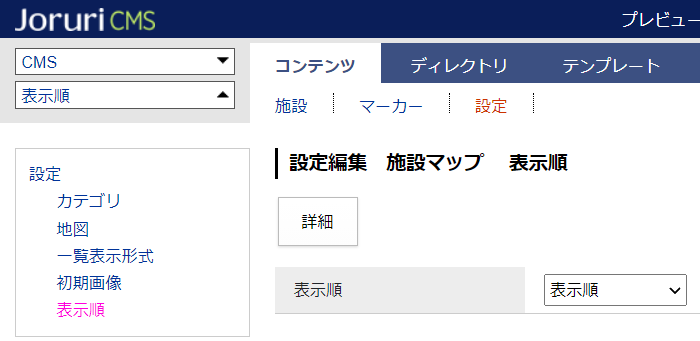 Joruri CMS
プレビュー
CMS
表示順
コンテンツ ディレクトリ テンプレート
施設 マーカー 設定
設定
カテゴリ
地図
一覧表示形式
初期画像
表示順
設定編集 施設マップ 表示順
詳細
表示順 表示順